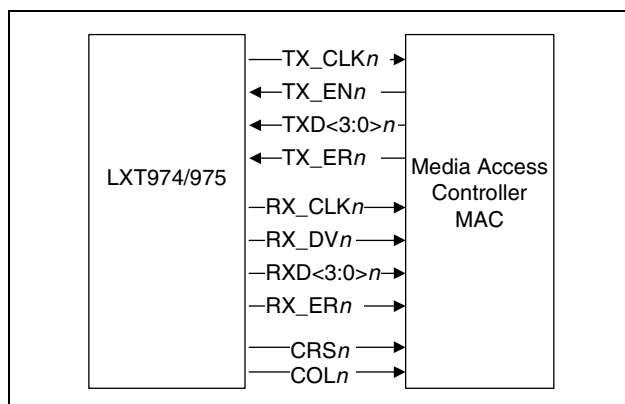 LXT974/975
TX_CLKn
TX_ENn
TXD<3:0>n
TX_ERn
RX_CLKn
RX_DVn
RXD<3:0>n
RX_ERn
CRSn
COLn
Media Access
Controller
MAC